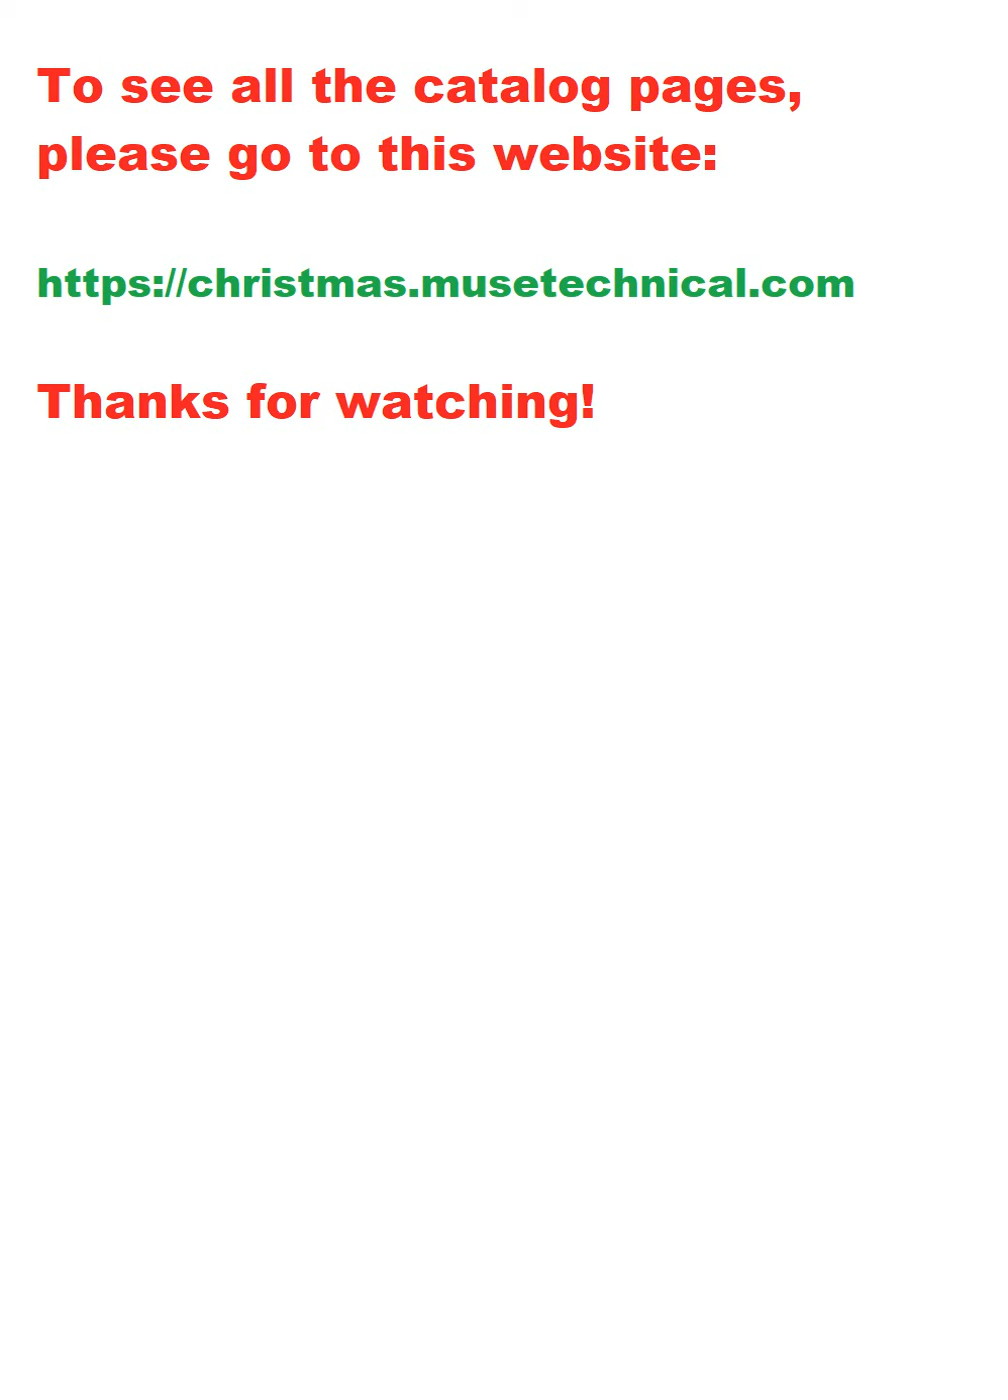 To see all the catalog pages,
please go to this website:
https://christmas.musetechnical.com
Thanks for watching!